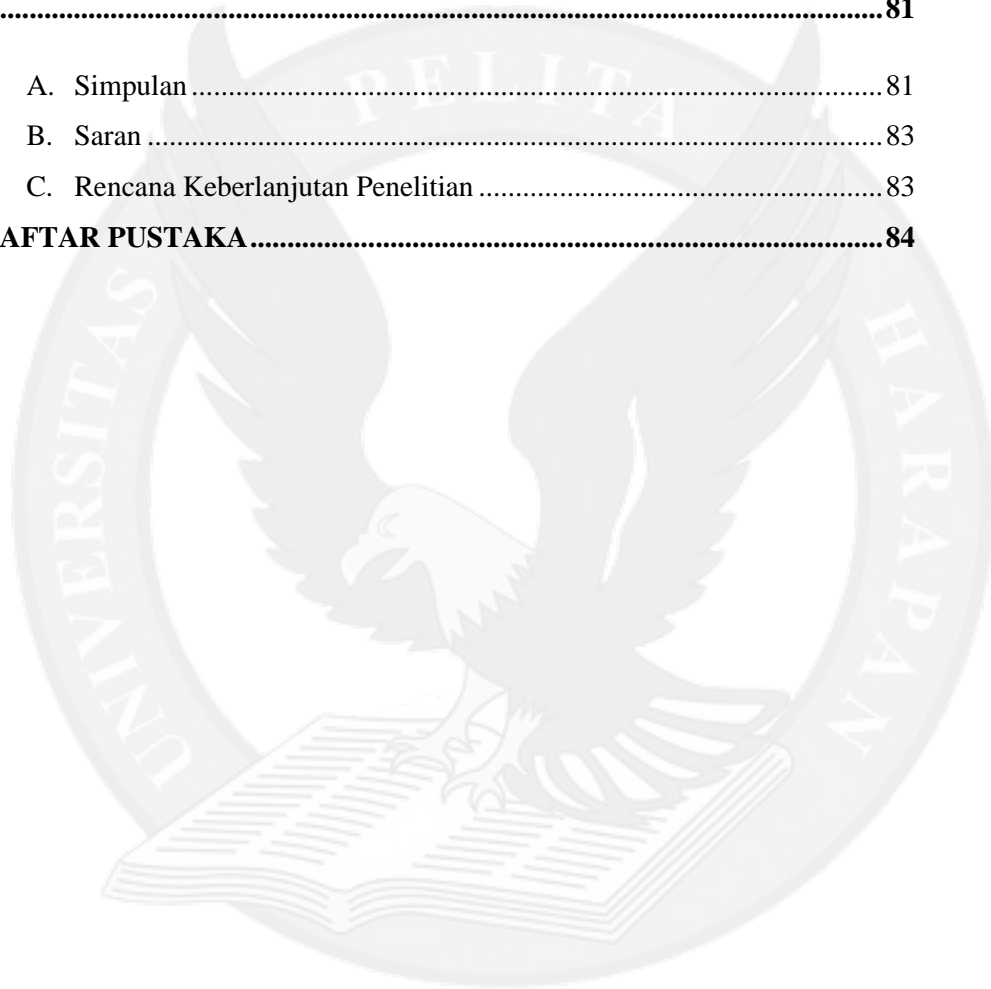 .......................................................................................................................81
A. Simpulan.............................................................................................81
B. Saran...................................................................................................83
C. Rencana Keberlanjutan Penelitian......................................................83
AFTAR PUSTAKA.....................................................................................84
UNIVERSITAS PELITA HARAPAN